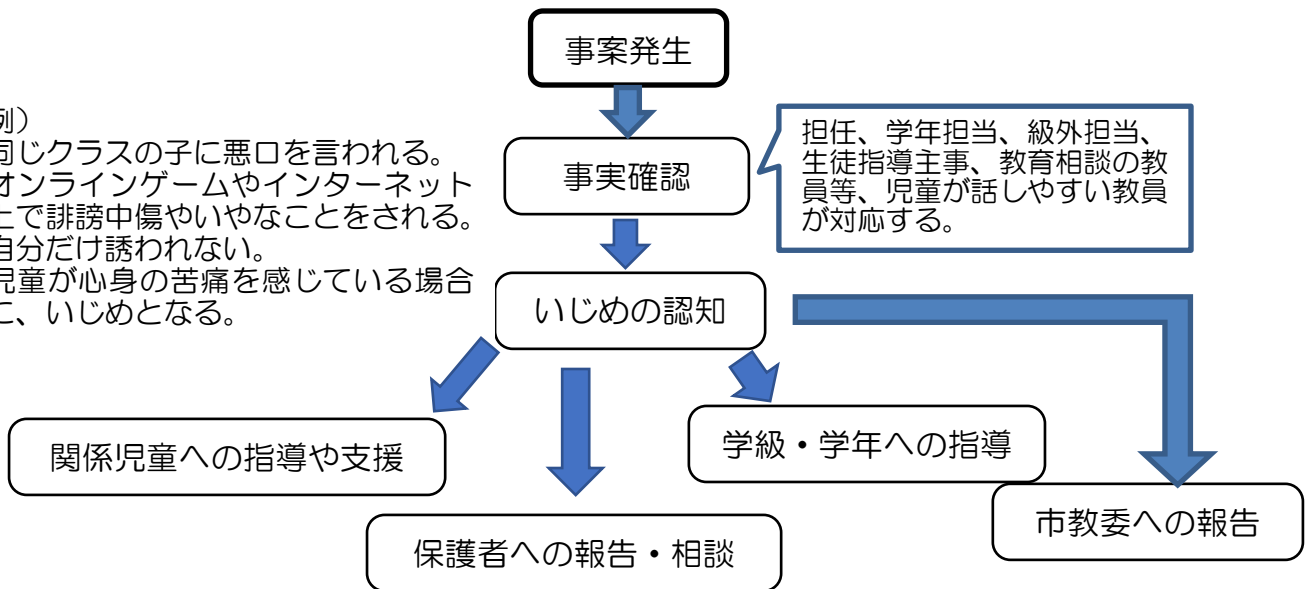 事案発生
例）
同じクラスの子に悪口を言われる。
オンラインゲームやインターネット
上で誹謗中傷やいやなことをされる。
自分だけ誘われない。
児童が心身の苦痛を感じている場合
に、いじめとなる。
事実確認
担任、学年担当、級外担当、
生徒指導主事、教育相談の教
員等、児童が話しやすい教員
が対応する。
いじめの認知
関係児童への指導や支援
保護者への報告・相談
学級・学年への指導
市教委への報告